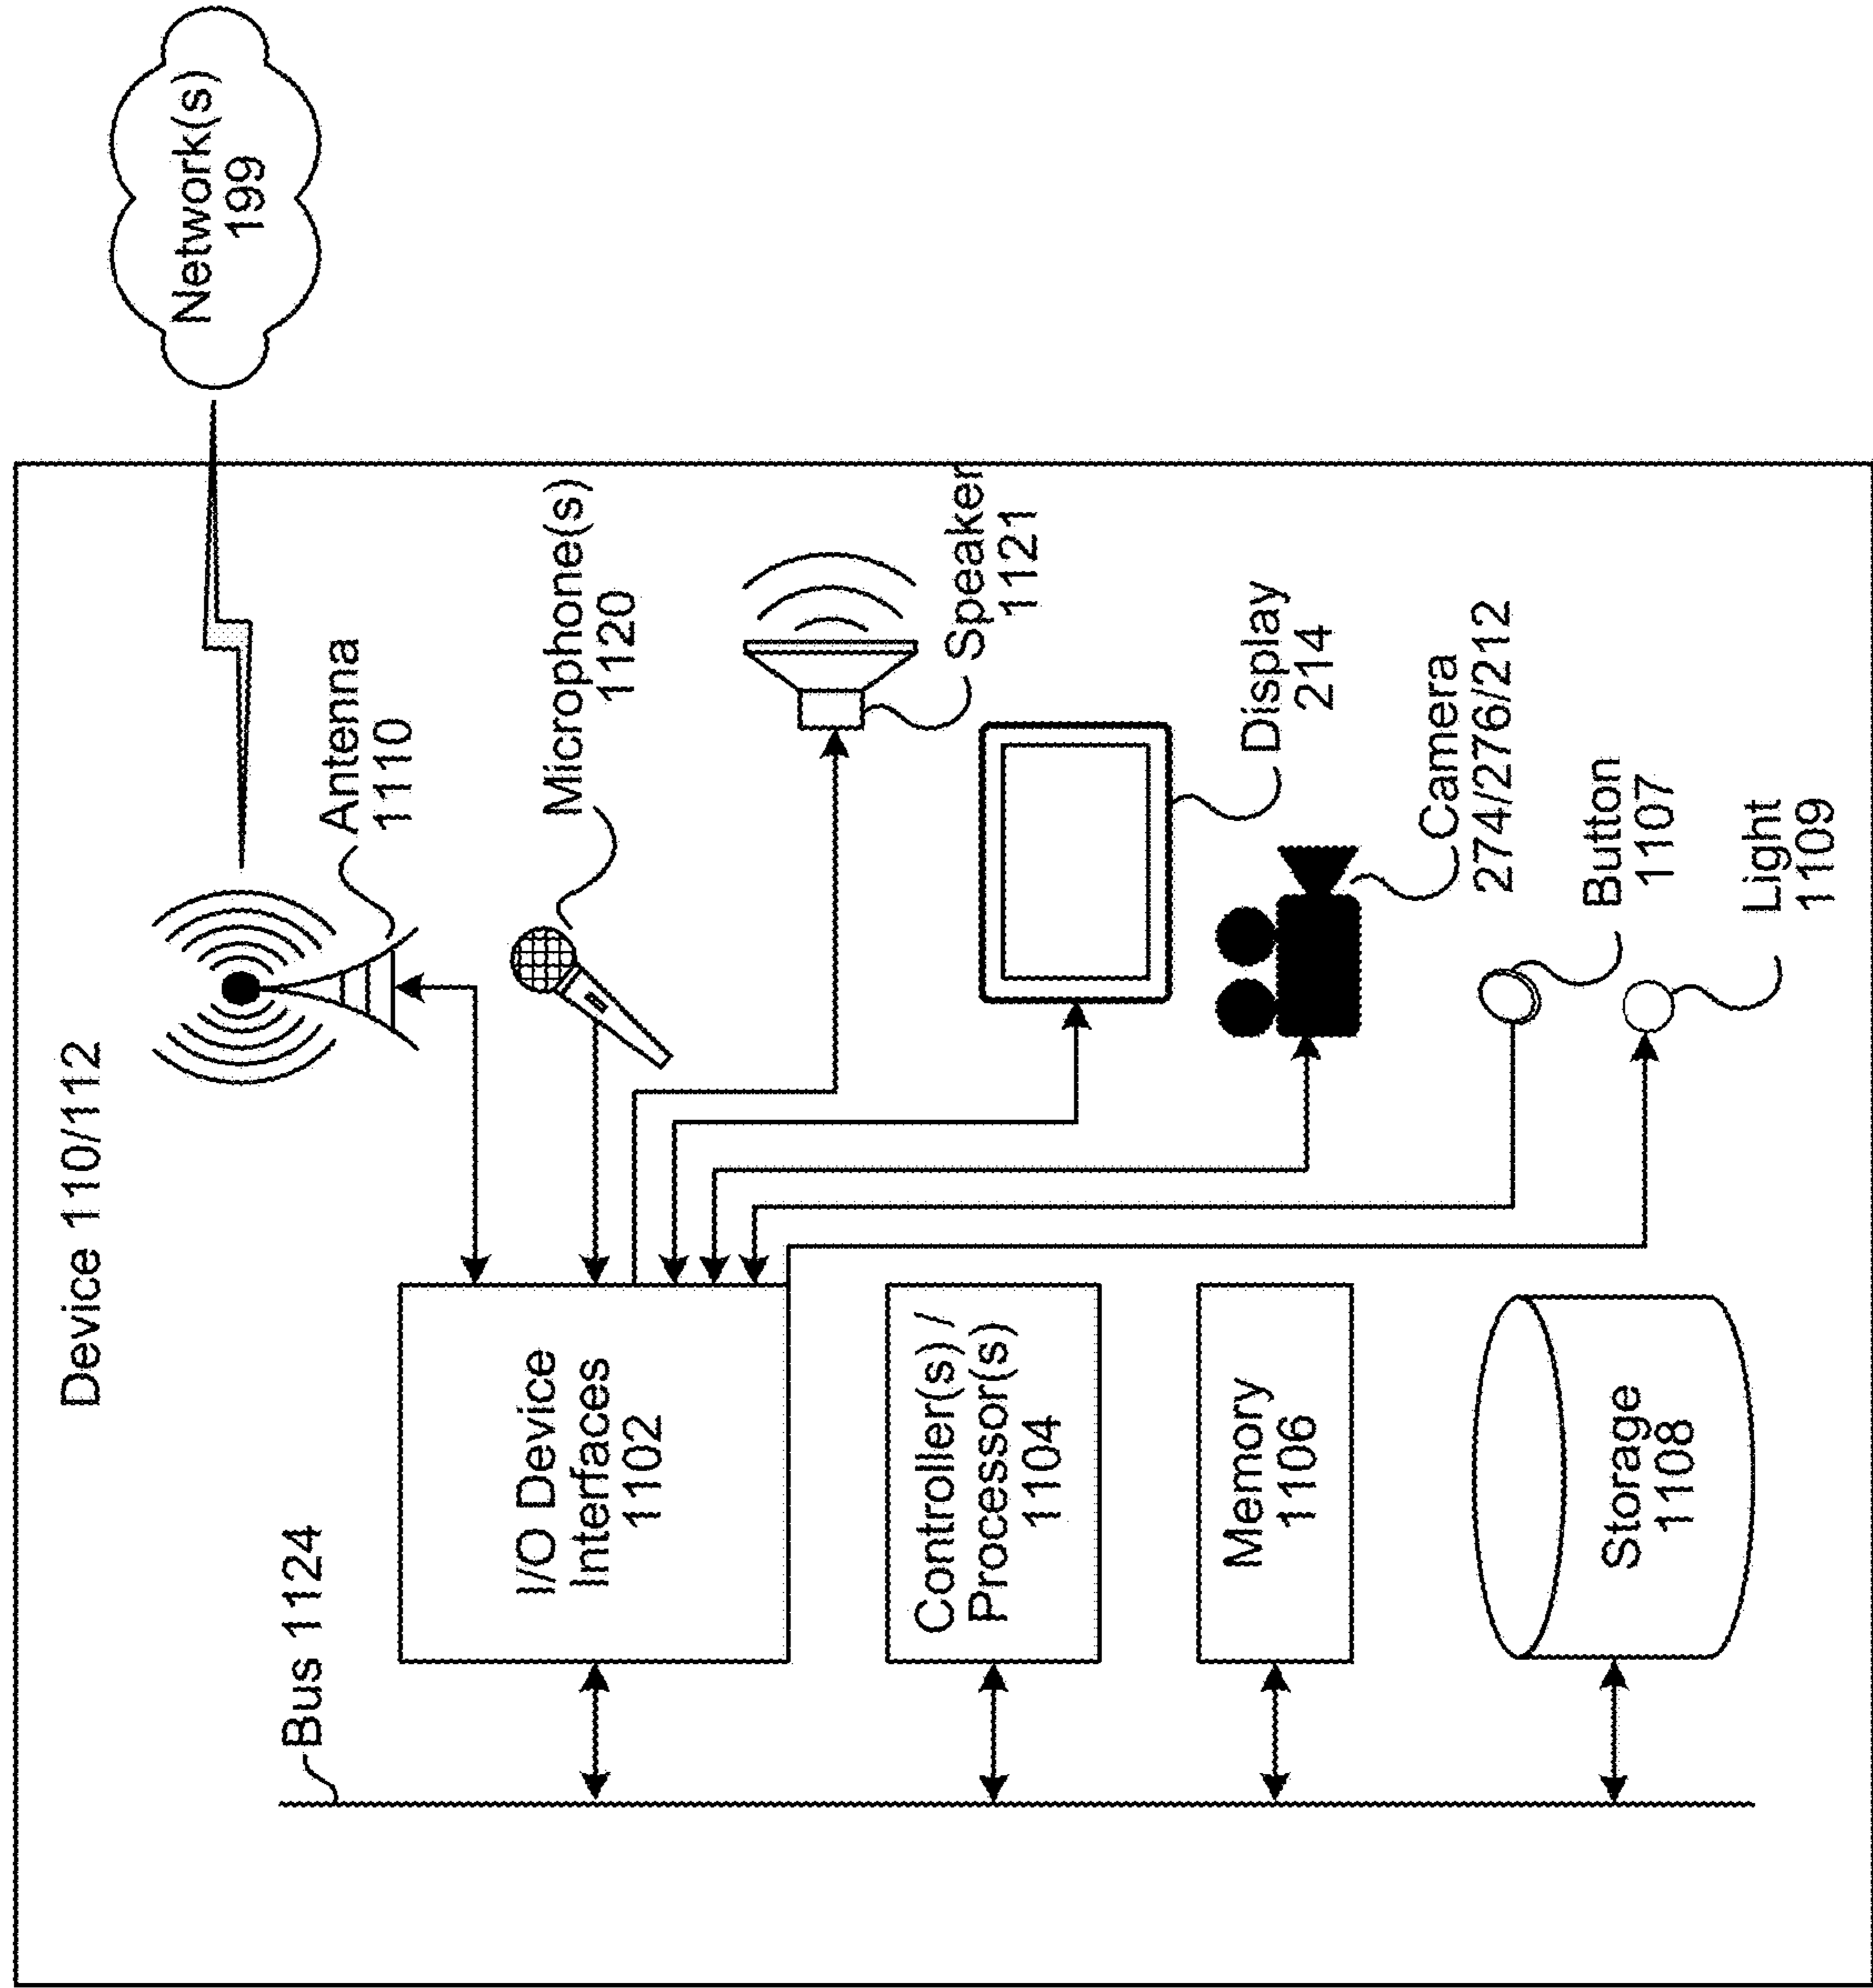 Device 110/112
Network(s)
199
Bus 1124
Antenna
1110
I/O Device
Interfaces
1102
Microphone(s)
1120
Controller(s) /
Processor(s)
1104
Speaker
1121
Memory
1106
Display
214
Camera
274/276/212
Storage
1108
Button
1107
Light
1109